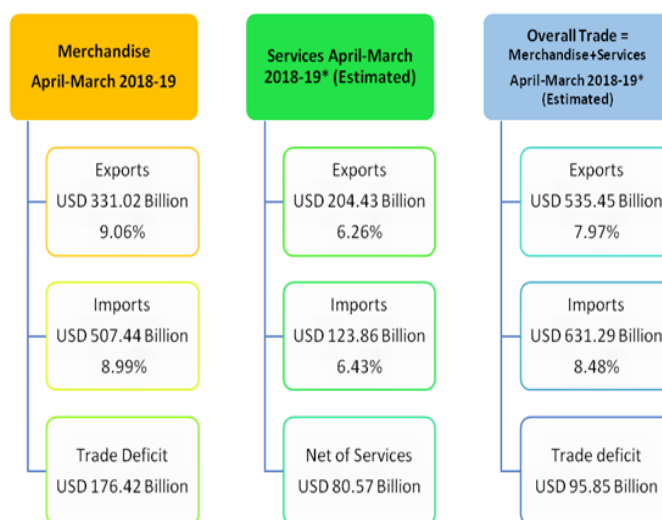 Merchandise
April-March 2018-19
Exports
USD 331.02 Billion
9.06%
Imports
USD 507.44 Billion
8.99%
Trade Deficit
USD 176.42 Billion
Services April-March
2018-19* (Estimated)
Exports
USD 204.43 Billion
6.26%
Imports
USD 123.86 Billion
6.43%
Net of Services
USD 80.57 Billion
Overall Trade =
Merchandise+Services
April-March 2018-19*
(Estimated)
Exports
USD 535.45 Billion
7.97%
Imports
USD 631.29 Billion
8.48%
Trade deficit
USD 95.85 Billion